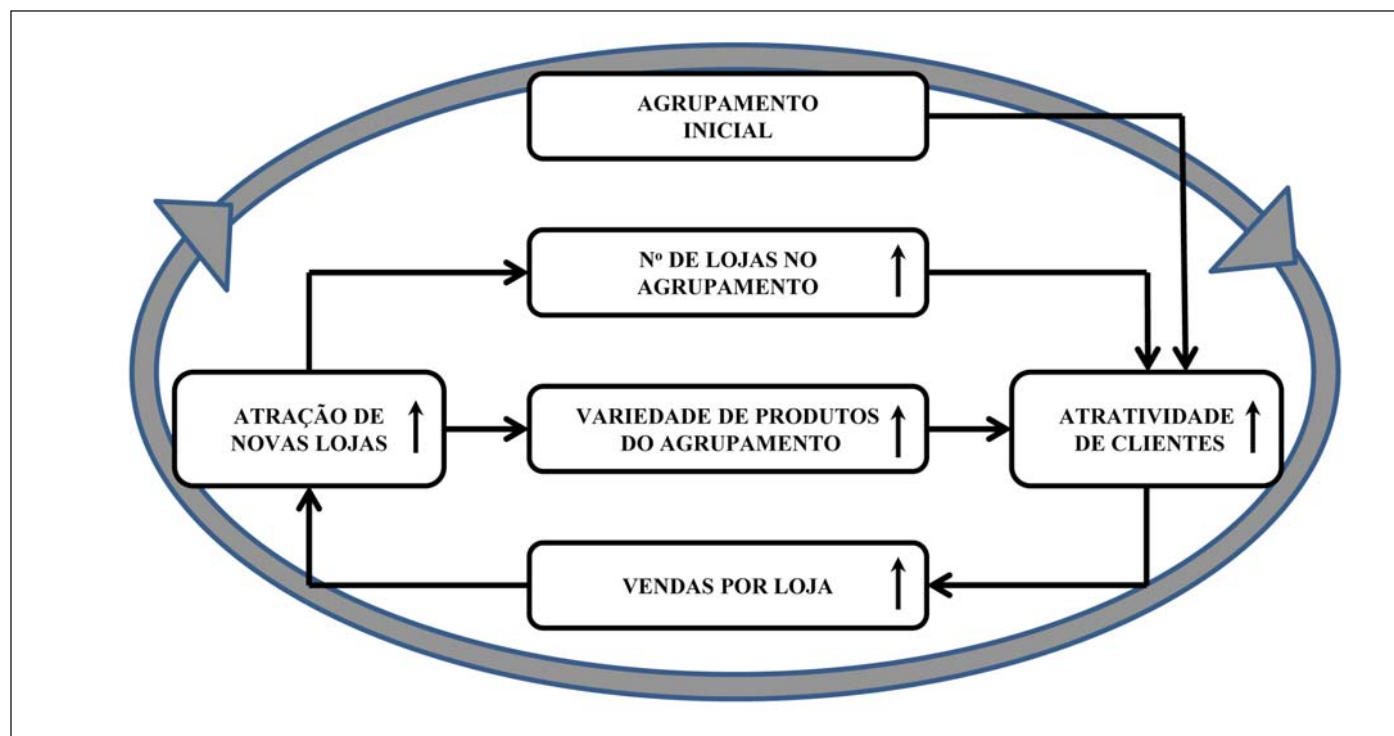 AGRUPAMENTO
INICIAL
Nº DE LOJAS NO
AGRUPAMENTO
ATRAÇÃO DE
NOVAS LOJAS
VARIEDADE DE PRODUTOS
DO AGRUPAMENTO
ATRATIVIDADE
DE CLIENTES
VENDAS POR LOJA